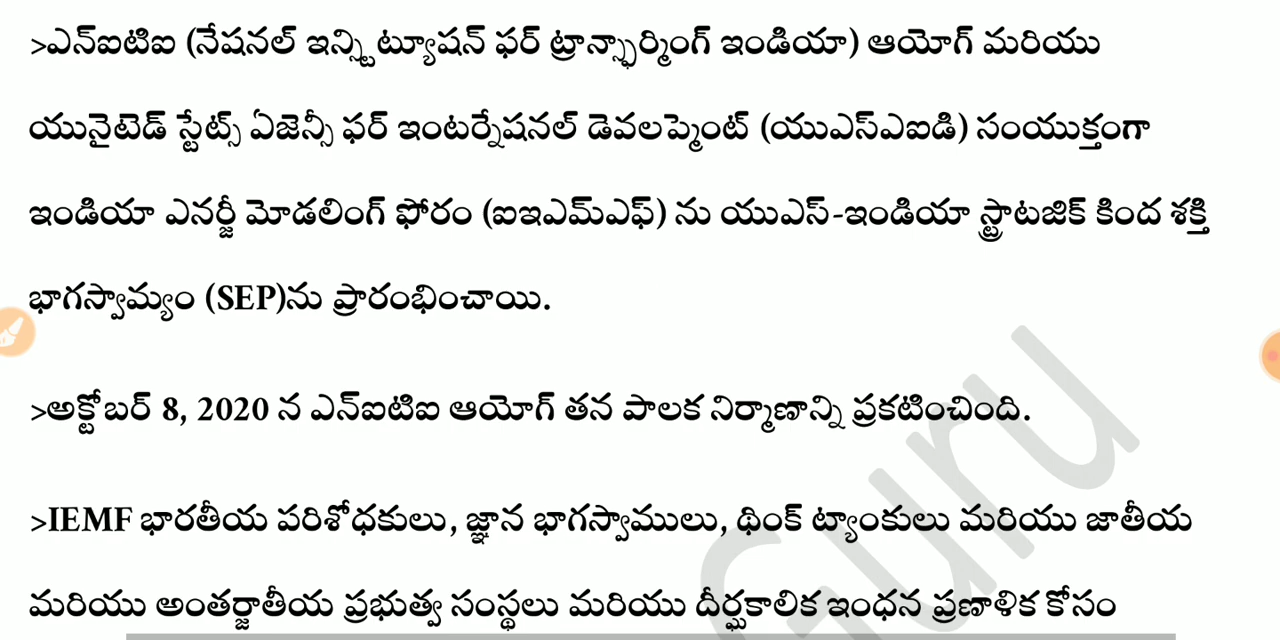 >ఎన్ఐటిఐ (నేషనల్ ఇన్స్టిట్యూషన్ ఫర్ ట్రాన్స్ఫార్మింగ్ ఇండియా) ఆయోగ్ మరియు
యునైటెడ్ స్టేట్స్ ఏజెన్సీ ఫర్ ఇంటర్నేషనల్ డెవలప్మెంట్ (యుఎస్ఎఐడి) సంయుక్తంగా
ఇండియా ఎనర్జీ మోడలింగ్ ఫోరం (ఐఇఎమ్ఎఫ్) ను యుఎస్-ఇండియా స్ట్రాటజిక్ కింద శక్తి
భాగస్వామ్యం (SEP)ను ప్రారంభించాయి.
>అక్టోబర్ 8, 2020 న ఎన్ఐటిఐ ఆయోగ్ తన పాలక నిర్మాణాన్ని ప్రకటించింది.
>IEMF భారతీయ పరిశోధకులు, జ్ఞాన భాగస్వాములు, థింక్ ట్యాంకులు మరియు జాతీయ
మరియు అంతర్జాతీయ ప్రభుత్వ సంస్థలు మరియు దీర్ఘకాలిక ఇంధన ప్రణాళిక కోసం
Guru